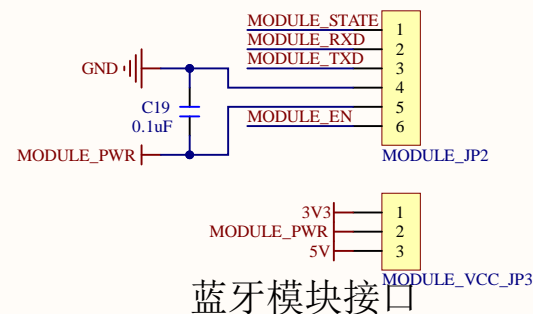 MODULE_STATE
1
MODULE_RXD
2
MODULE_TXD
3
GND
4
C19
5
0.1uF
MODULE_EN
6
MODULE_PWR
MODULE_JP2
3V3
1
MODULE_PWR
2
5V
3
MODULE_VCC_JP3
蓝牙模块接口